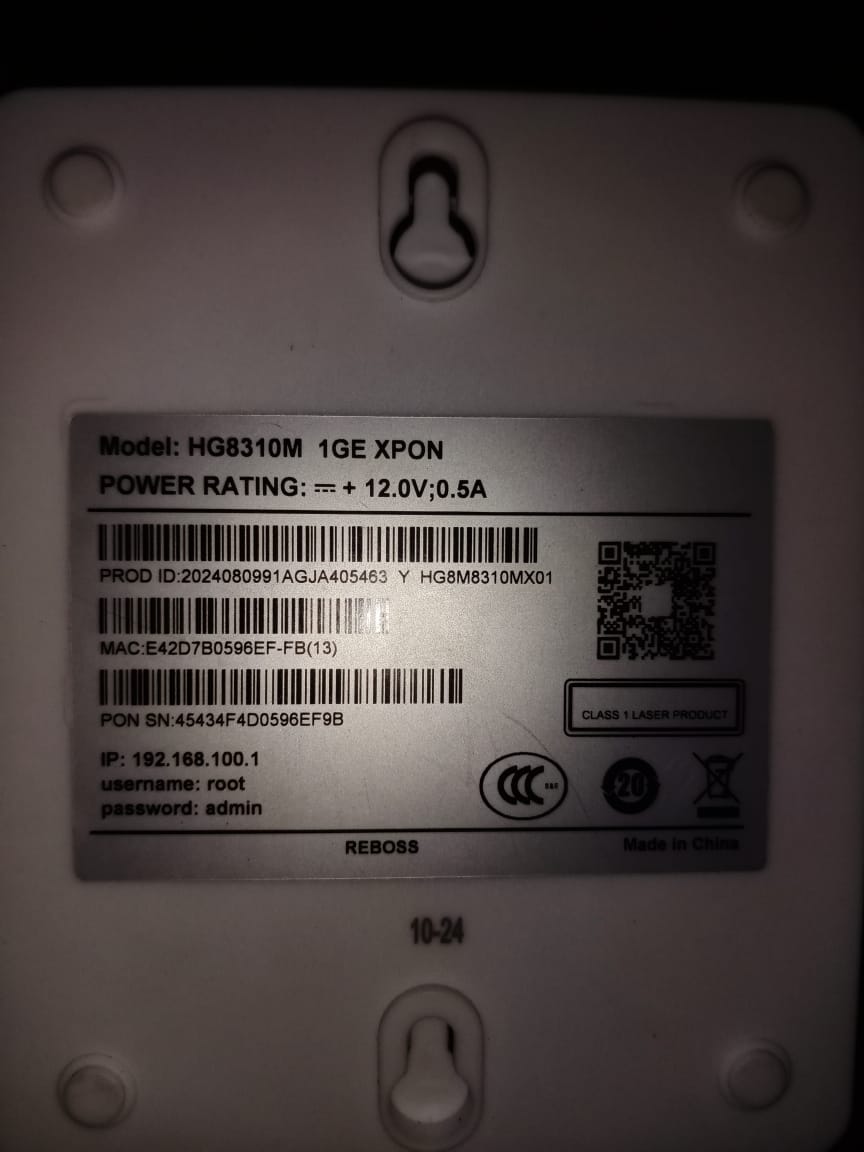 Model: HG8310M 1GE XPON
POWER RATING: ⎓ + 12.0V;0.5A
PROD ID:2024080991AGJA405463 Y HG8M8310MX01
MAC:E42D7B0596EF-FB(13)
PON SN:45434F4D0596EF9B
CLASS 1 LASER PRODUCT
IP: 192.168.100.1
username: root
password: admin
CCC
20
REBOSS
Made in China
10-24